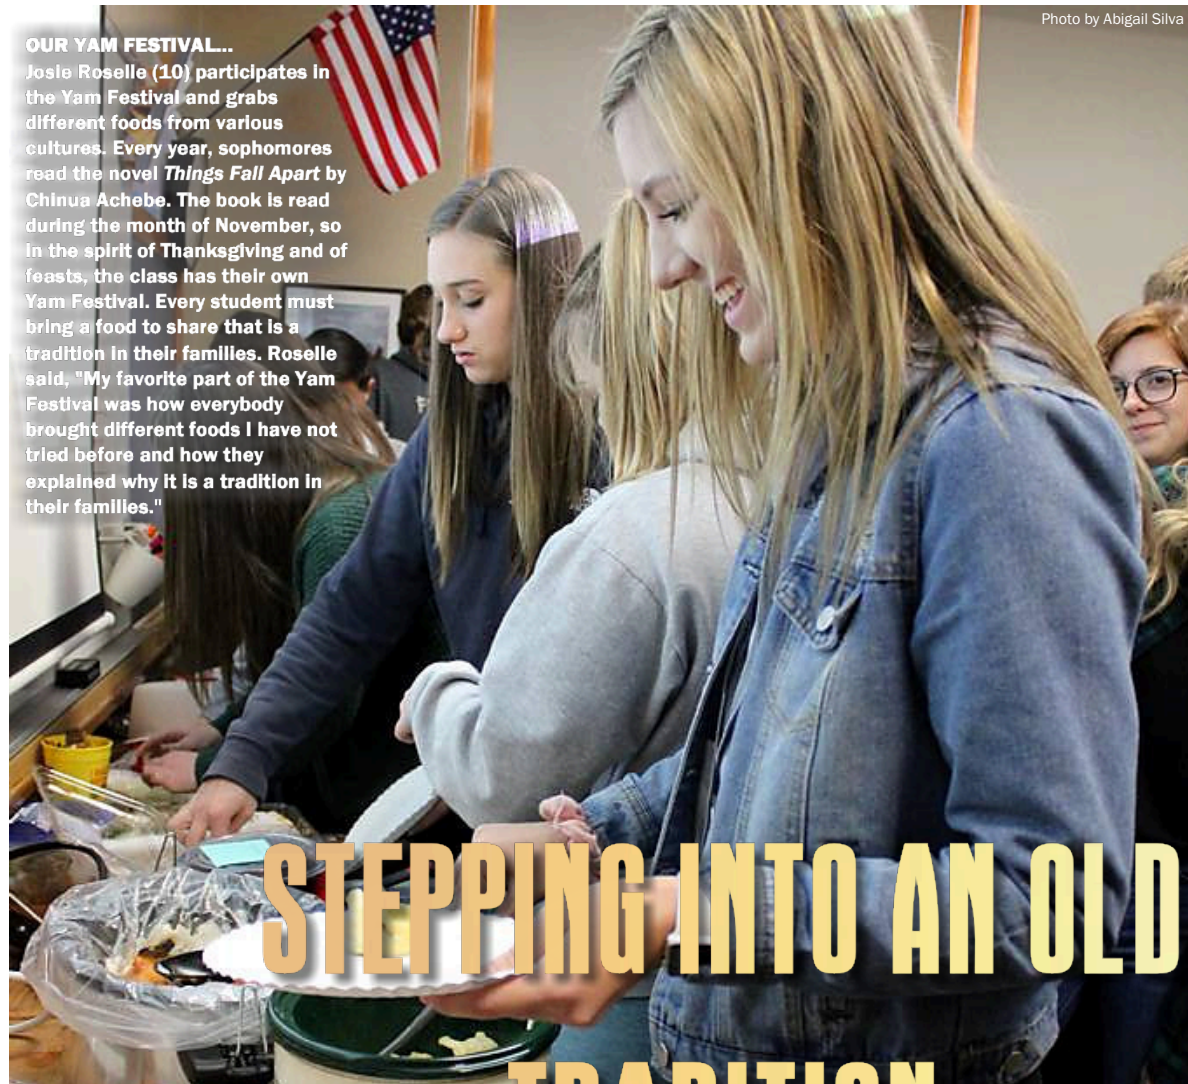 Photo by Abigail Silva
OUR YAM FESTIVAL...
Josie Roselle (10) participates in
the Yam Festival and grabs
different foods from various
cultures. Every year, sophomores
read the novel Things Fall Apart by
Chinua Achebe. The book is read
during the month of November, so
in the spirit of Thanksgiving and of
feasts, the class has their own
Yam Festival. Every student must
bring a food to share that is a
tradition in their families. Roselle
said, "My favorite part of the Yam
Festival was how everybody
brought different foods I have not
tried before and how they
explained why it is a tradition in
their families."
STEPPING INTO AN OLD
TRADITION